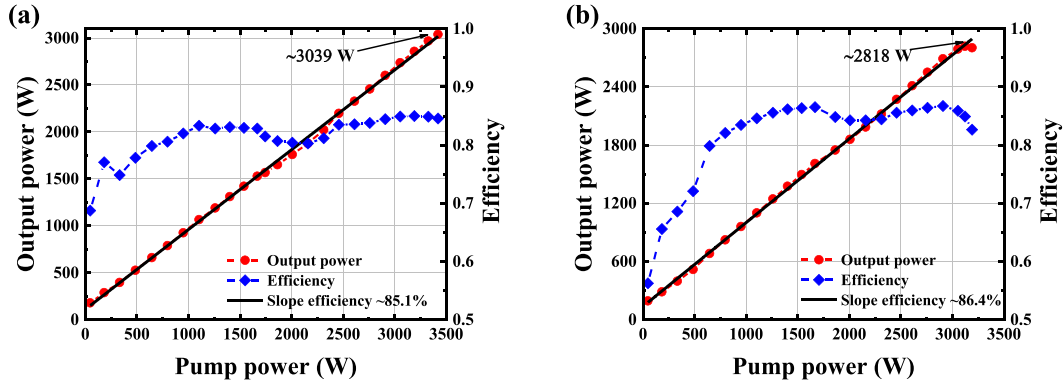 (a)
Output power (W)
3000
2500
2000
1500
1000
500
0
~3039 W
Output power
Efficiency
Slope efficiency ~85.1%
1.0
0.9
0.8
0.7
0.6
0.5
Efficiency
0 500 1000 1500 2000 2500 3000 3500
Pump power (W)
(b)
Output power (W)
3000
2400
1800
1200
600
0
~2818 W
Output power
Efficiency
Slope efficiency ~86.4%
1.0
0.9
0.8
0.7
0.6
0.5
Efficiency
0 500 1000 1500 2000 2500 3000 3500
Pump power (W)